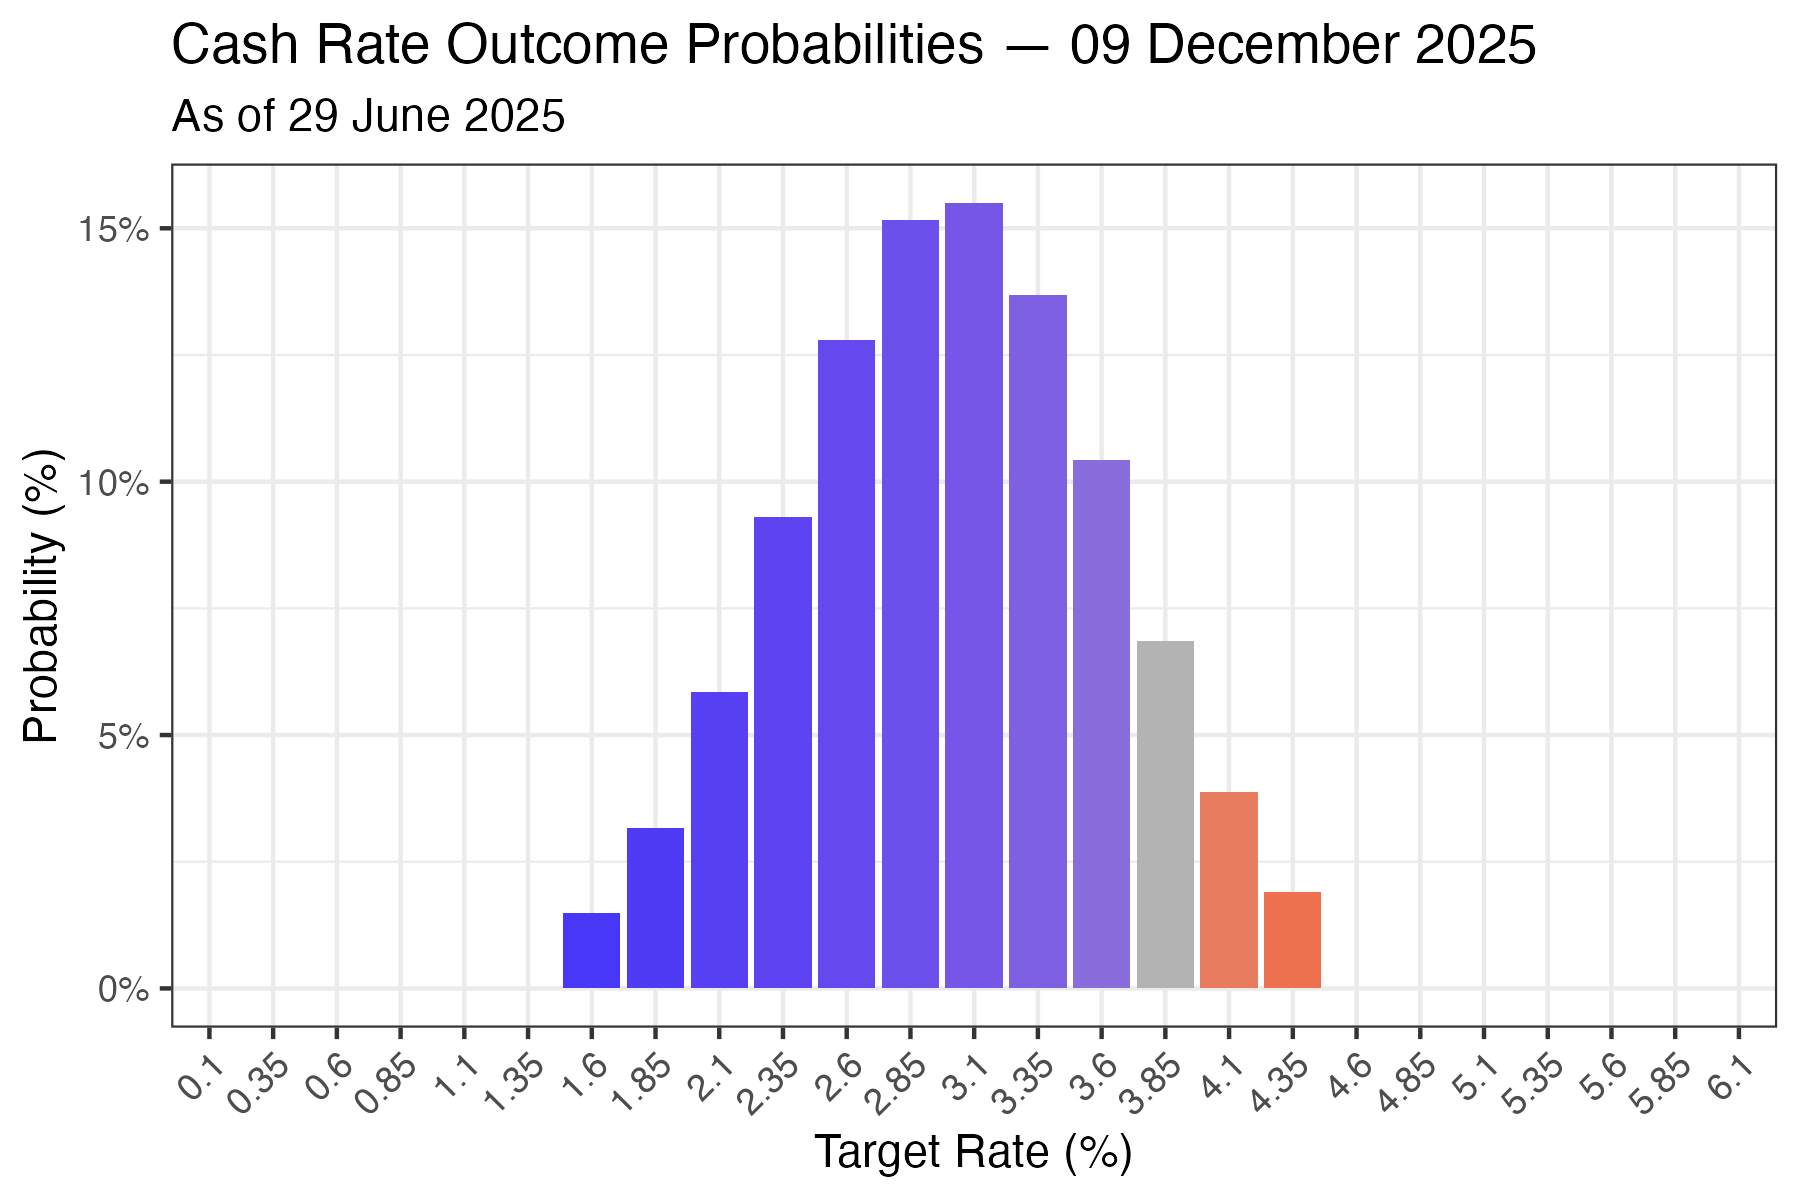 Cash Rate Outcome Probabilities — 09 December 2025
As of 29 June 2025
Probability (%)
15%
10%
5%
0%
0.1 0.35 0.6 0.85 1.1 1.35 1.6 1.85 2.1 2.35 2.6 2.85 3.1 3.35 3.6 3.85 4.1 4.35 4.6 4.85 5.1 5.35 5.6 5.85 6.1
Target Rate (%)